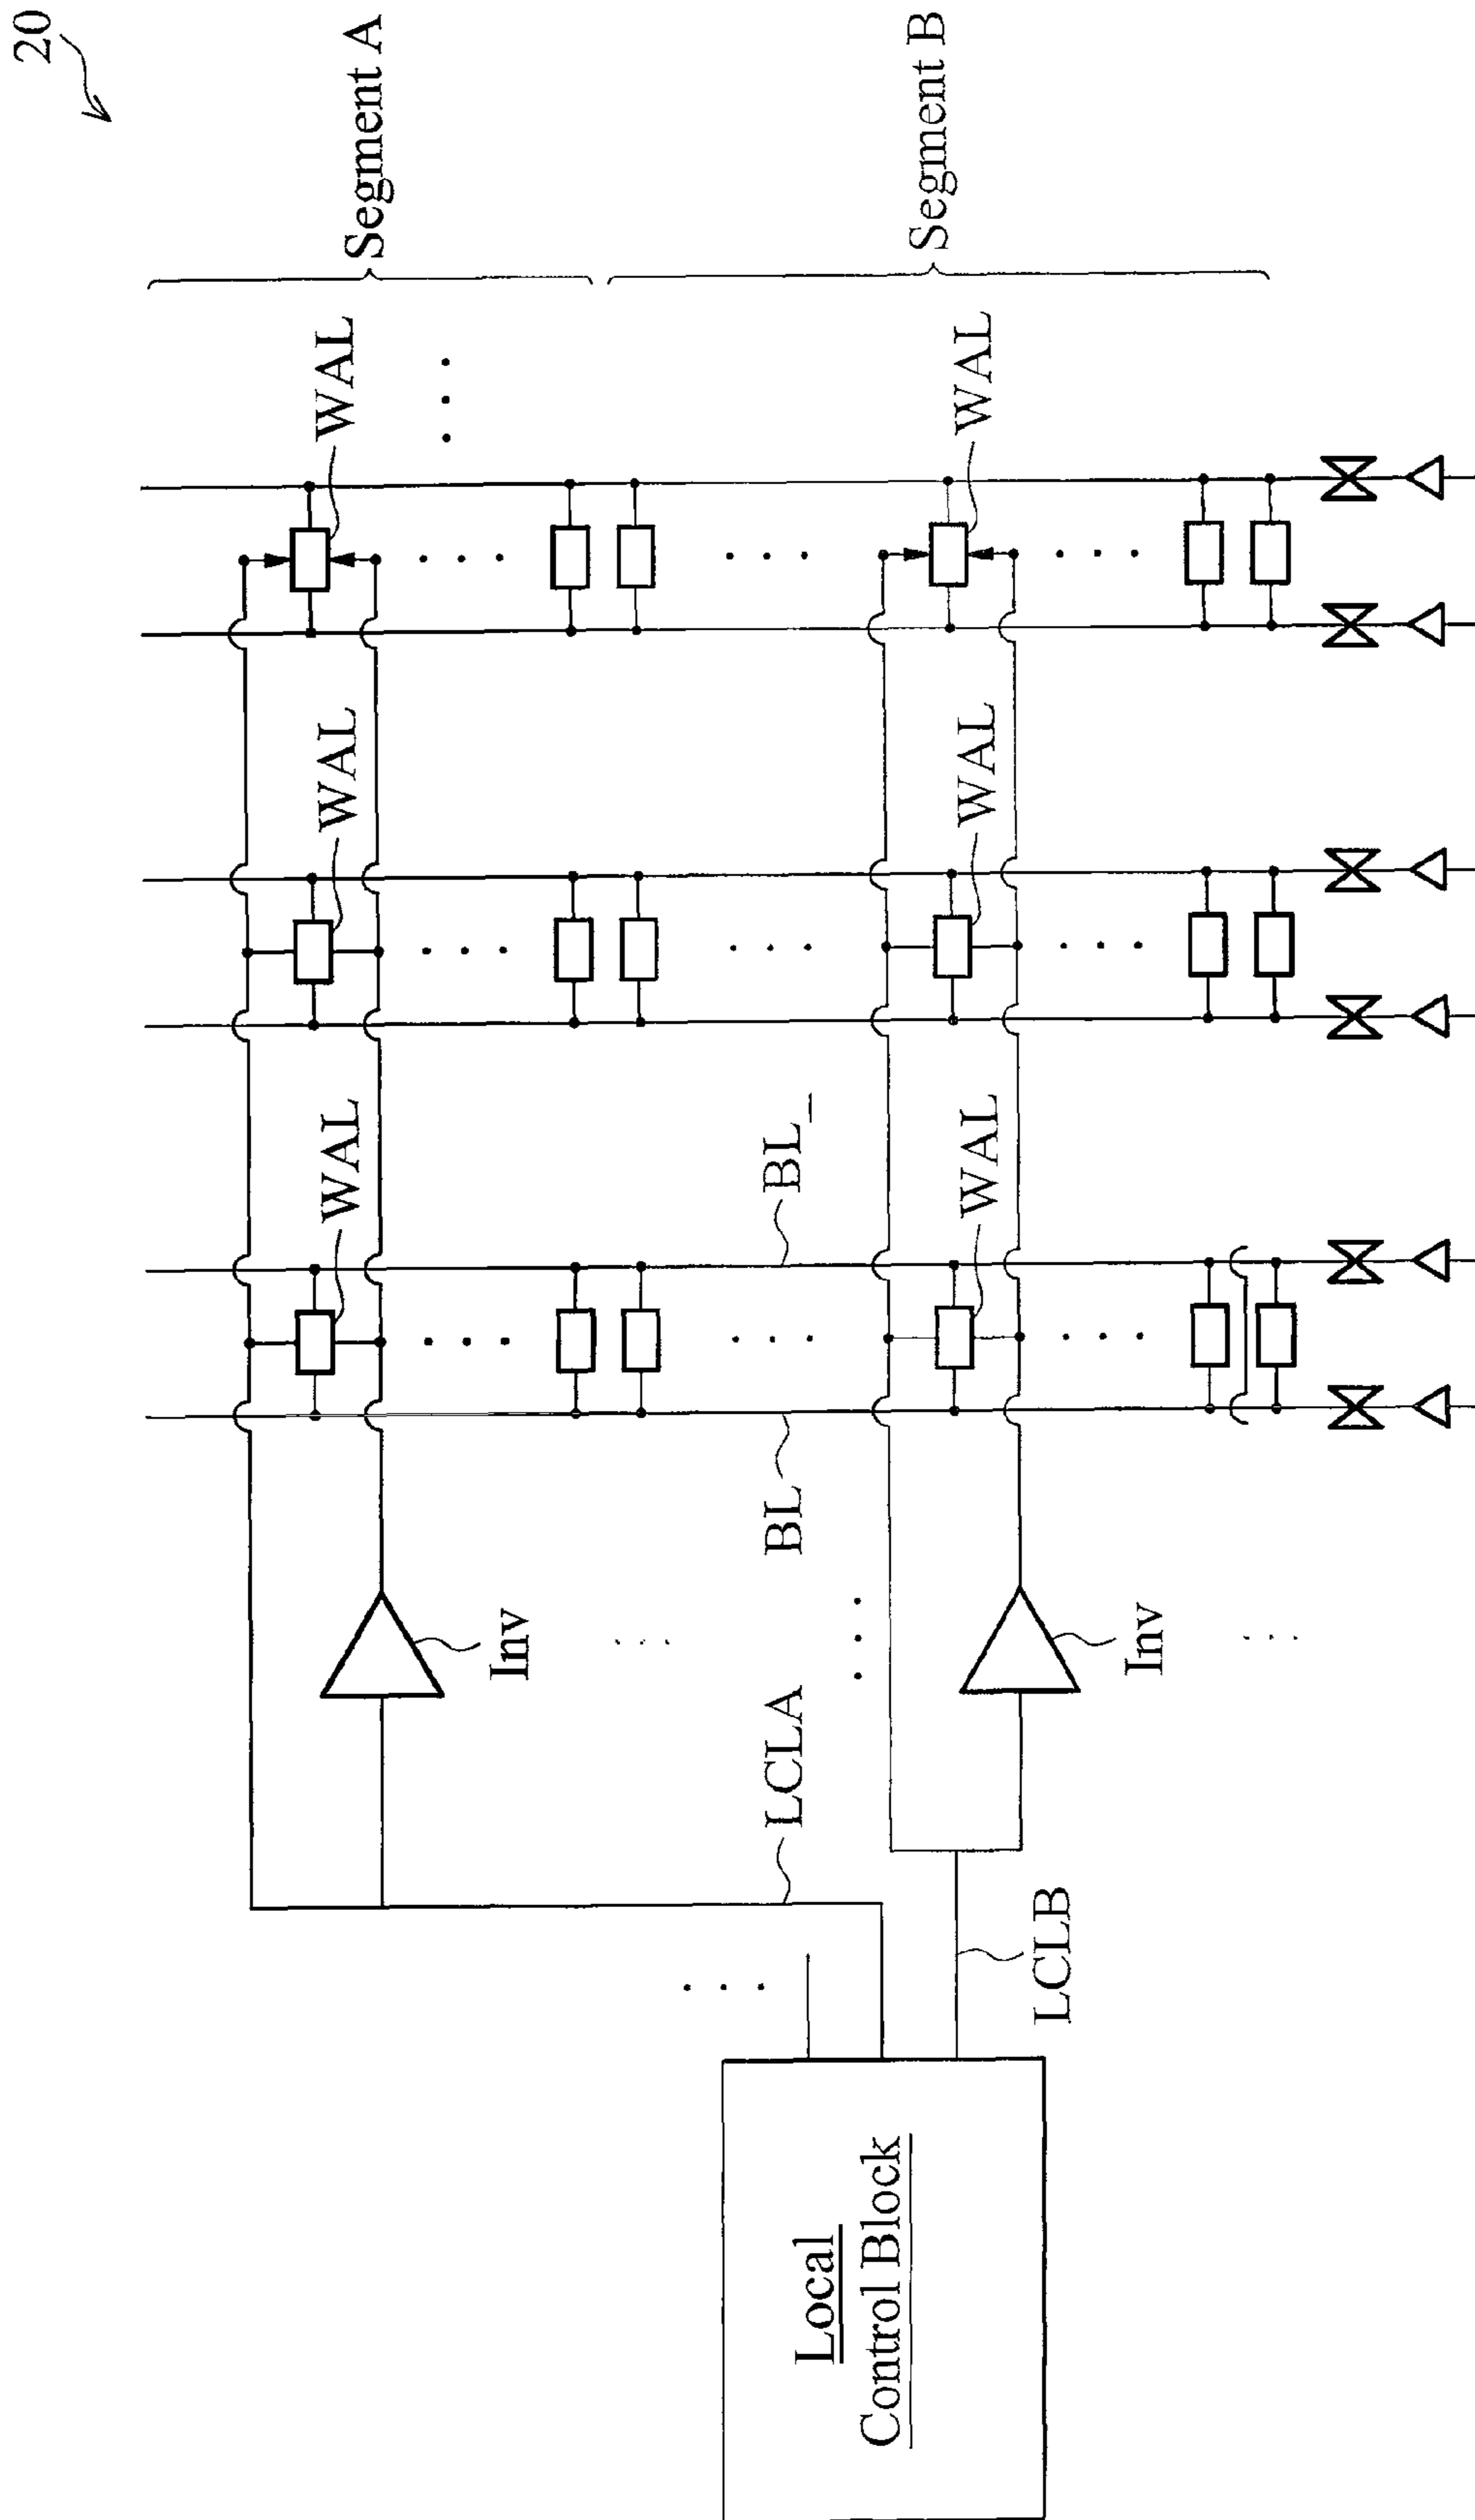 20
Segment A
Segment B
WAL
WAL
WAL
WAL
WAL
WAL
BL_
BL
Inv
Inv
LCLA
LCLB
Local
Control Block